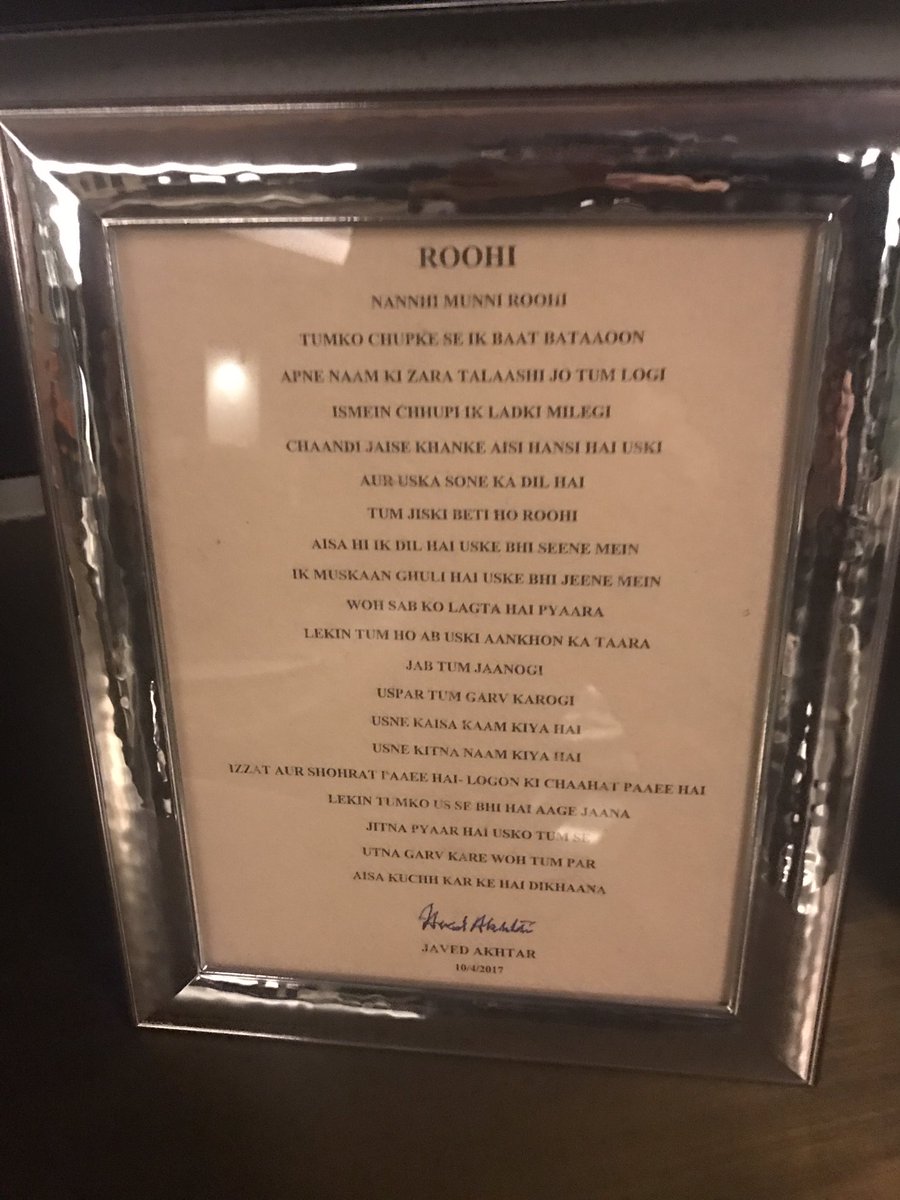 ROOHI
NANNHI MUNNI ROOHI
TUMKO CHUPKE SE IK BAAT BATAAOON
APNE NAAM KI ZARA TALAASHI JO TUM LOGI
ISMEIN CHHUPI IK LADKI MILEGI
CHAANDI JAISE KHANKE AISI HANSI HAI USKI
AUR USKA SONE KA DIL HAI
TUM JISKI BETI HO ROOHI
AISA HI IK DIL HAI USKE BHI SEENE MEIN
IK MUSKAAN GHULI HAI USKE BHI JEENE MEIN
WOH SAB KO LAGTA HAI PYAARA
LEKIN TUM HO AB USKI AANKHON KA TAARA
JAB TUM JAANOGI
USPAR TUM GARV KAROGI
USNE KAISA KAAM KIYA HAI
USNE KITNA NAAM KIYA HAI
IZZAT AUR SHOHRAT PAAEE HAI- LOGON KI CHAAHAT PAAEE HAI
LEKIN TUMKO US SE BHI HAI AAGE JAANA
JITNA PYAAR HAI USKO TUM SE
UTNA GARV KARE WOH TUM PAR
AISA KUCHH KAR KE HAI DIKHAANA
Javed Akhtar
JAVED AKHTAR
10/4/2017